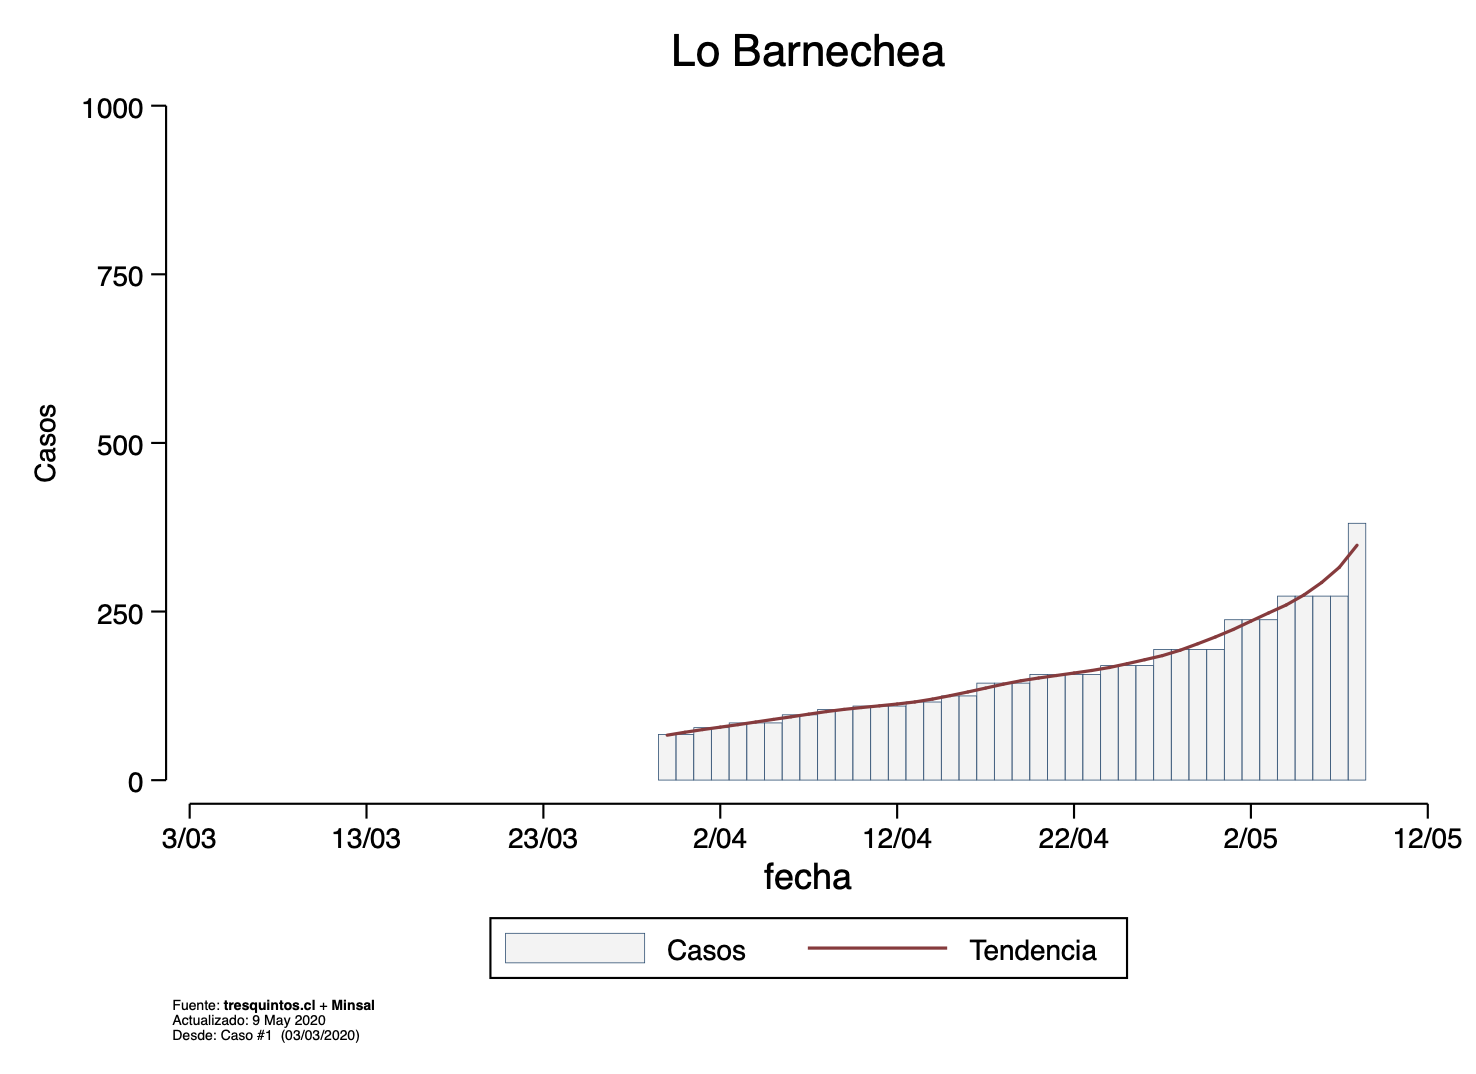 Lo Barnechea
1000
750
500
250
0
Casos
3/03 13/03 23/03 2/04 12/04 22/04 2/05 12/05
fecha
Casos Tendencia
Fuente: tresquintos.cl + Minsal
Actualizado: 9 May 2020
Desde: Caso #1 (03/03/2020)